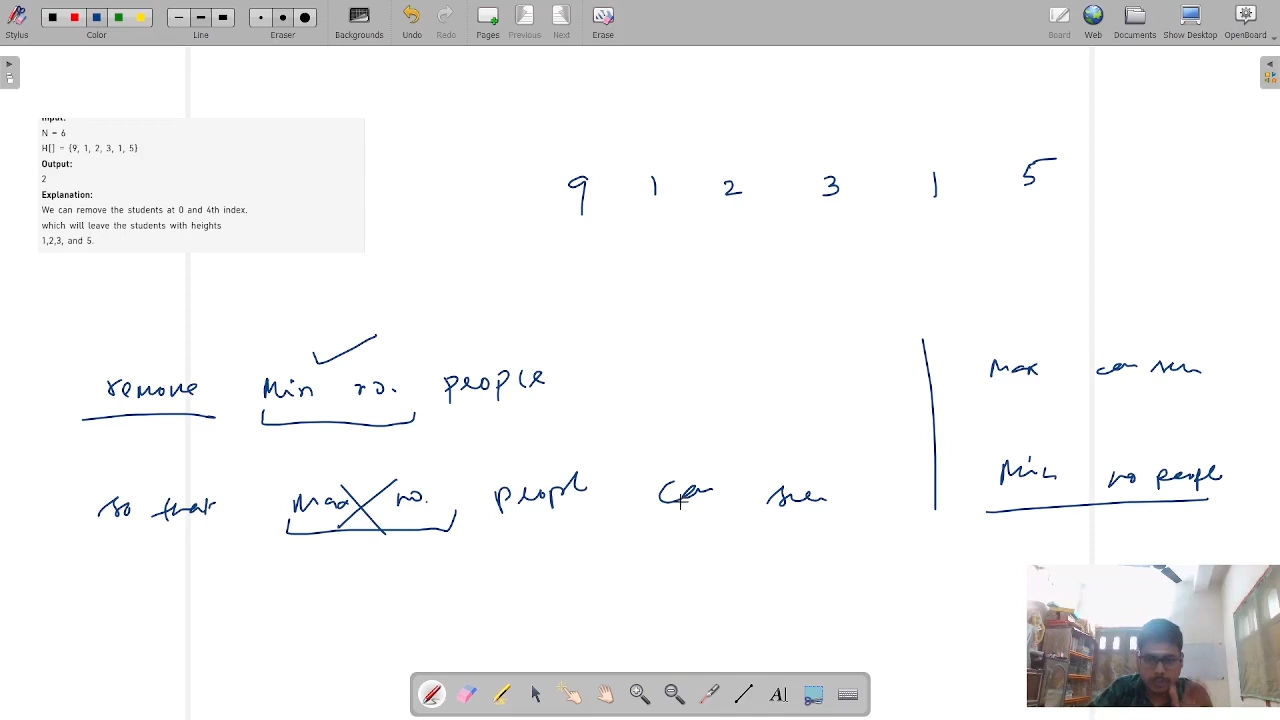 Stylus Color Line Eraser Backgrounds Undo Redo Pages Previous Next Erase Board Web Documents Show Desktop OpenBoard
Input:
N = 6
H[] = {9, 1, 2, 3, 1, 5}
Output:
2
Explanation:
We can remove the students at 0 and 4th index.
which will leave the students with heights
1,2,3, and 5.
9 1 2 3 1 5
remove Min no. people
so that Max no. people can see
max can see
Min no people
AI